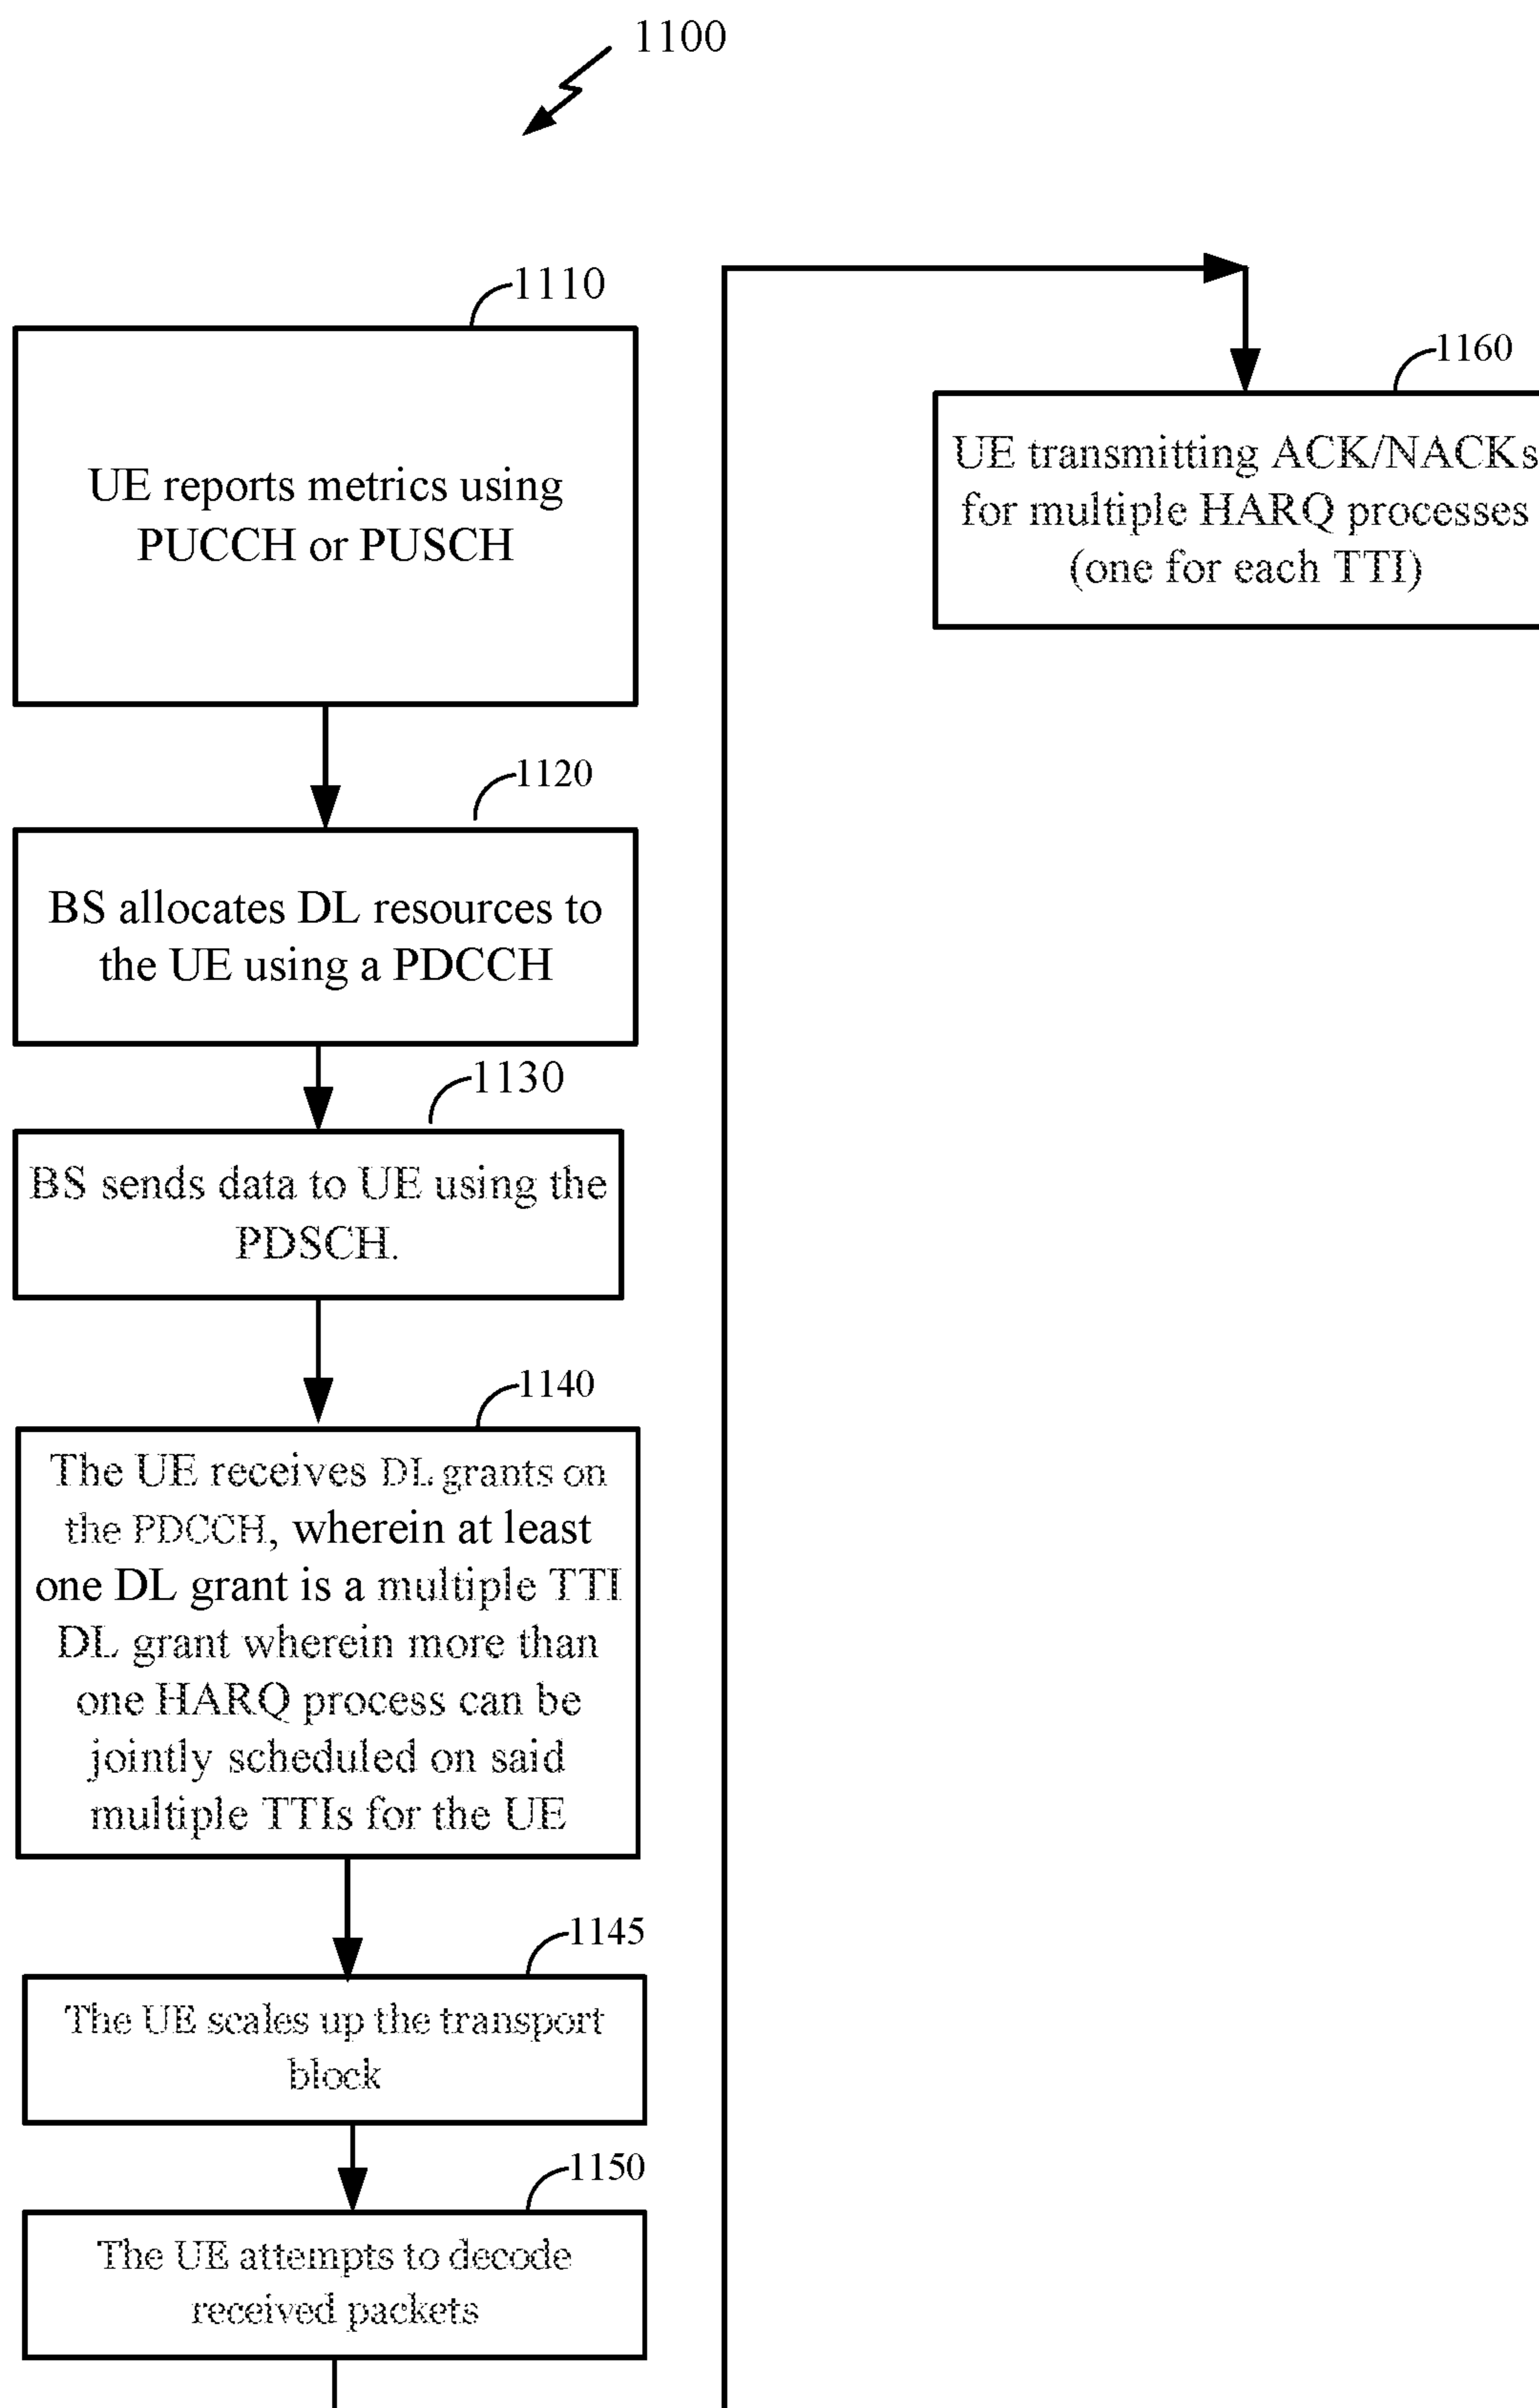 1100
1110
UE reports metrics using
PUCCH or PUSCH
1120
BS allocates DL resources to
the UE using a PDCCH
1130
BS sends data to UE using the
PDSCH.
1140
The UE receives DL grants on
the PDCCH, wherein at least
one DL grant is a multiple TTI
DL grant wherein more than
one HARQ process can be
jointly scheduled on said
multiple TTIs for the UE
1145
The UE scales up the transport
block
1150
The UE attempts to decode
received packets
1160
UE transmitting ACK/NACKs
for multiple HARQ processes
(one for each TTI)